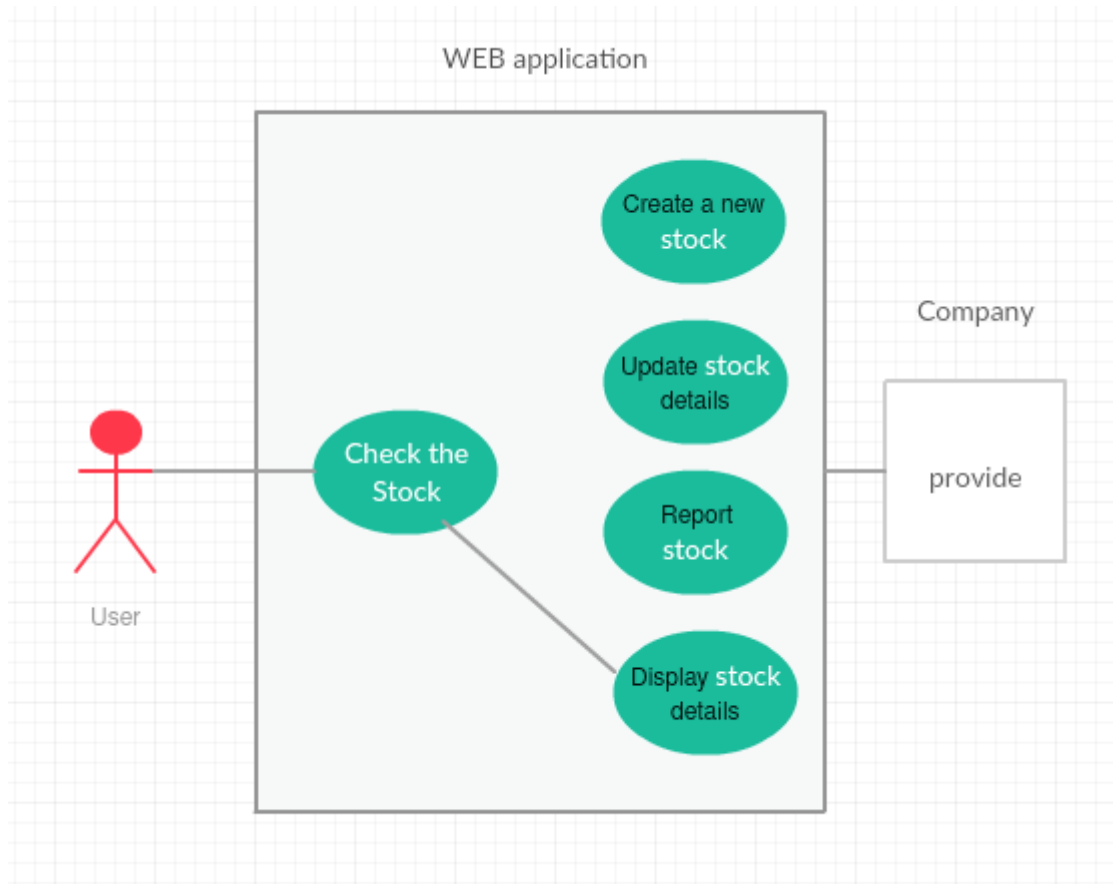 WEB application
Create a new
stock
Company
Update stock
details
Check the
Stock
provide
Report
stock
User
Display stock
details